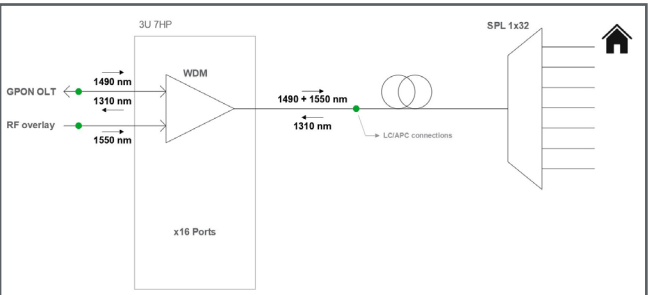 3U 7HP
SPL 1x32
WDM
1490 nm
GPON OLT
1310 nm
RF overlay
1550 nm
1490 + 1550 nm
1310 nm
LC/APC connections
x16 Ports